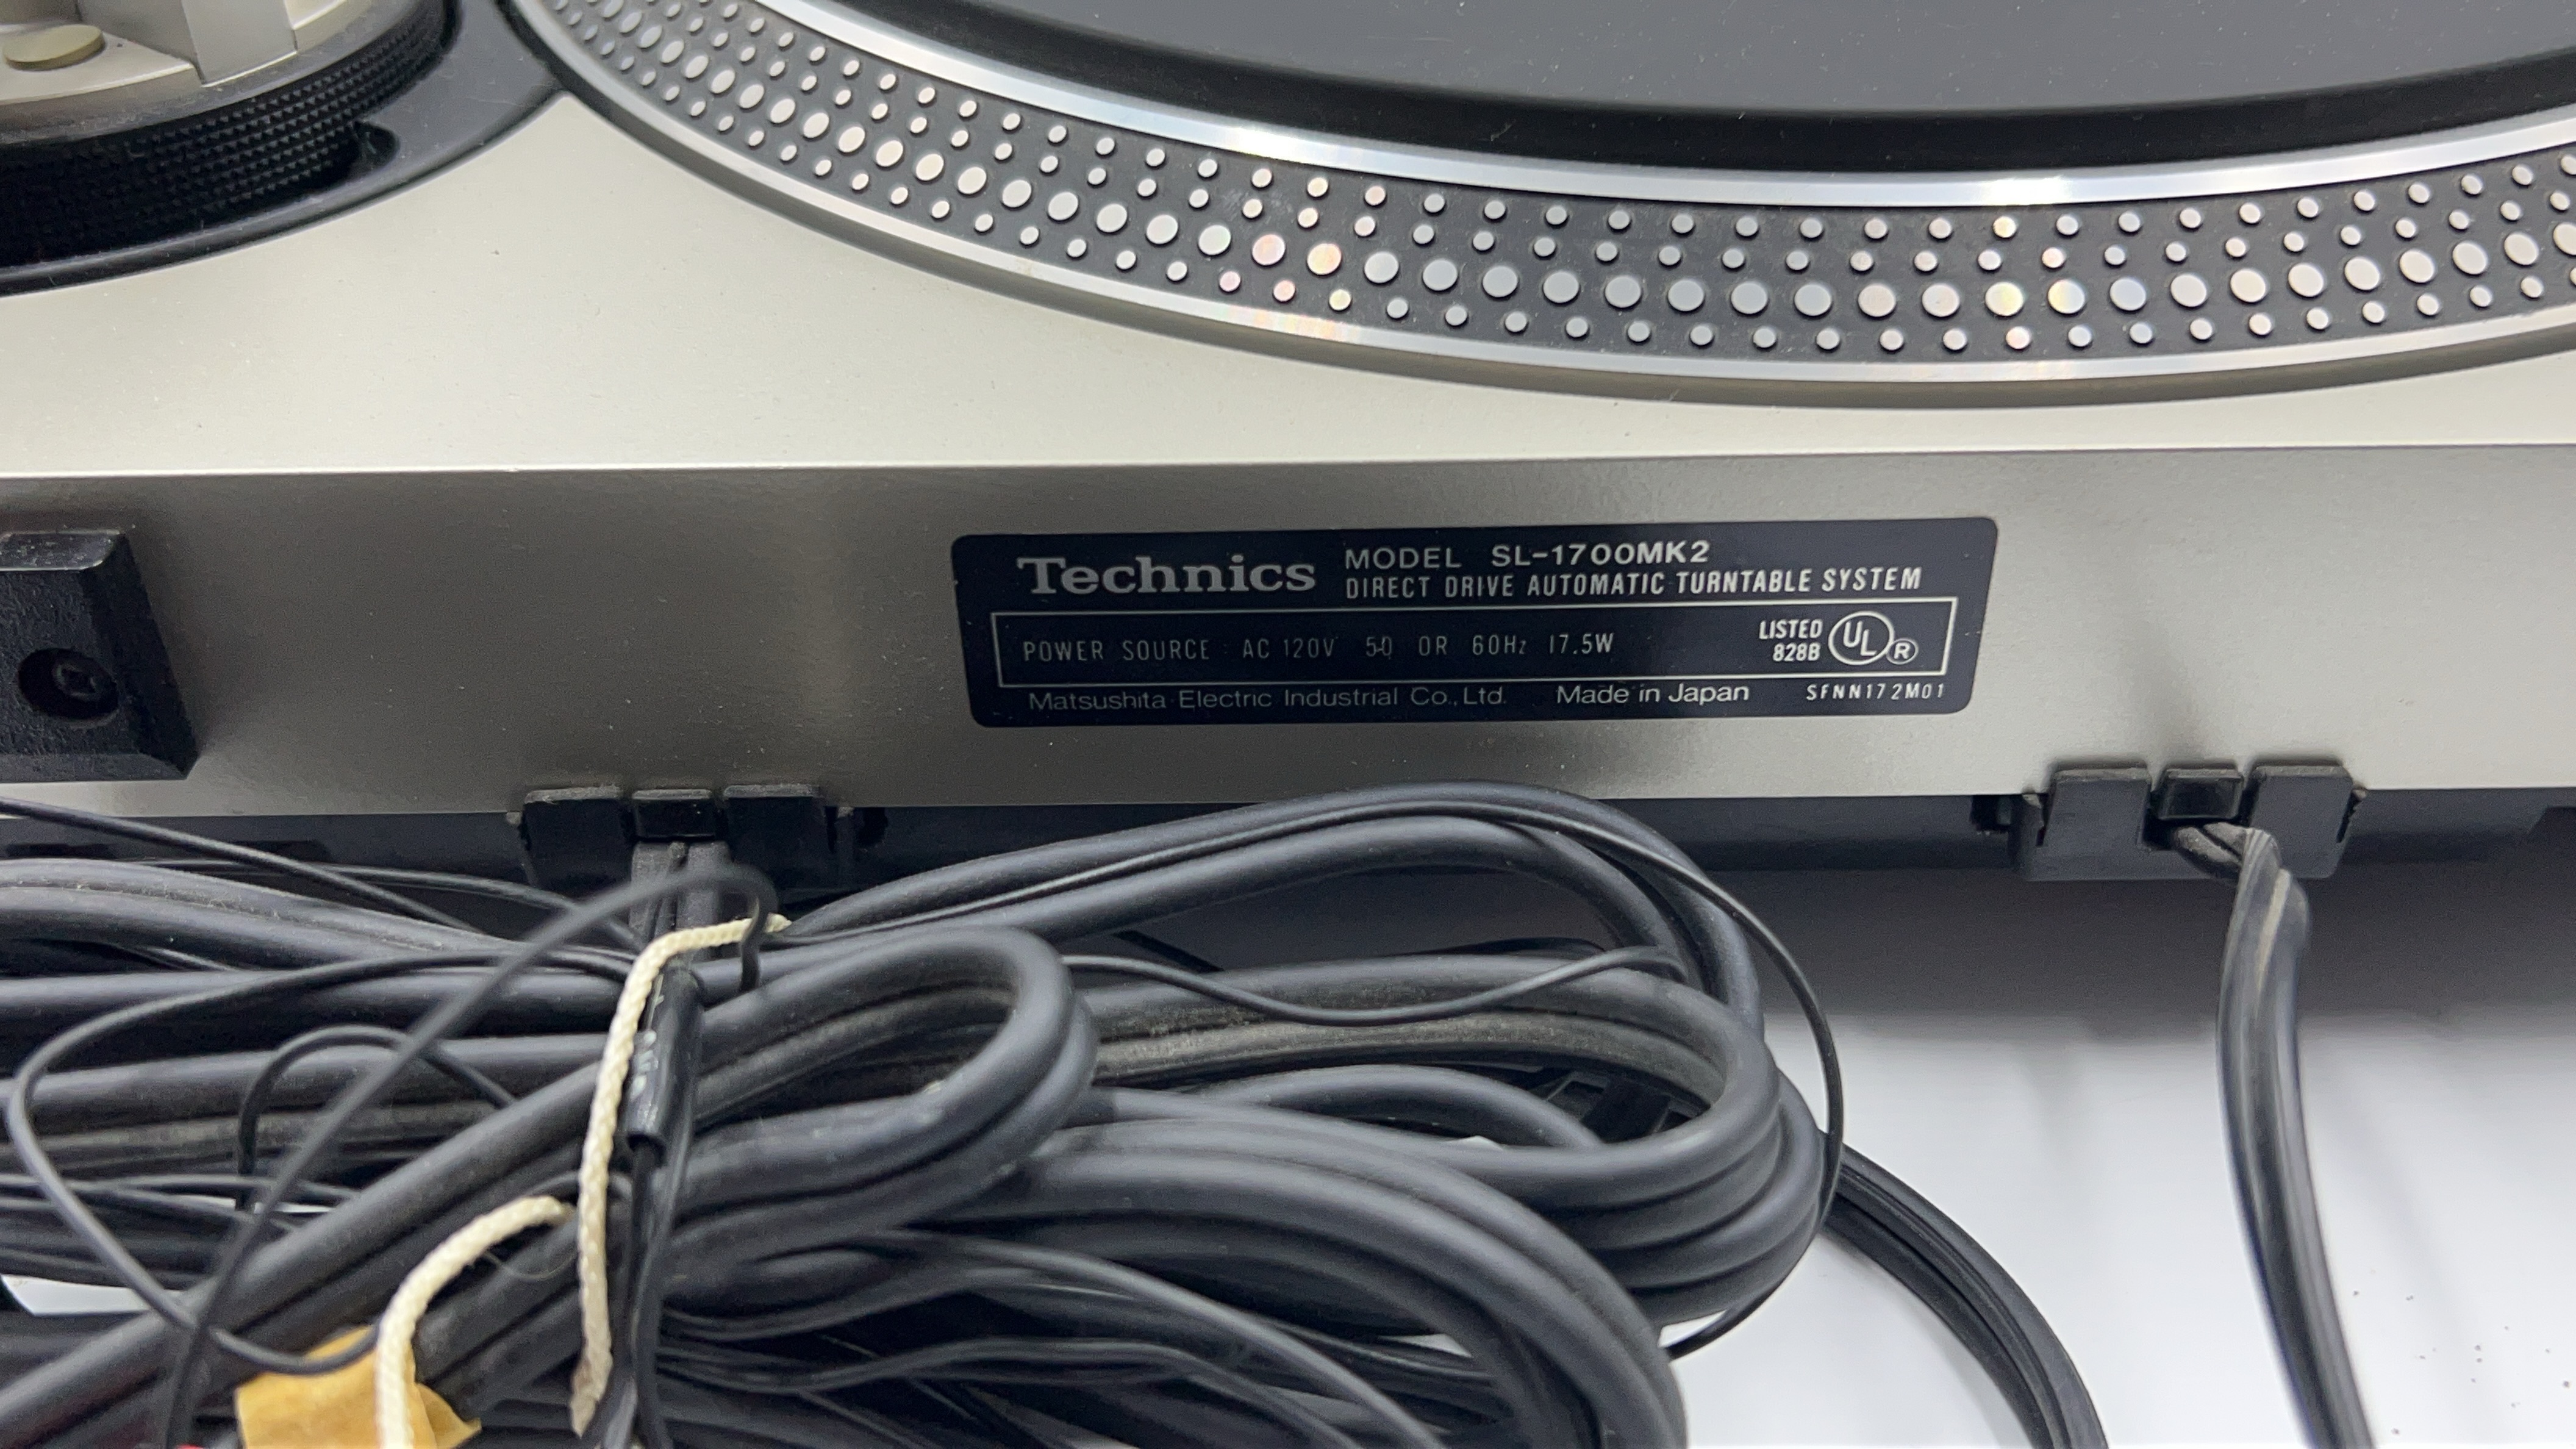 Technics
MODEL SL-1700MK2
DIRECT DRIVE AUTOMATIC TURNTABLE SYSTEM
POWER SOURCE : AC 120V 50 OR 60Hz 17.5W
LISTED
828B
UL
R
Matsushita Electric Industrial Co., Ltd. Made in Japan SFNN172M01